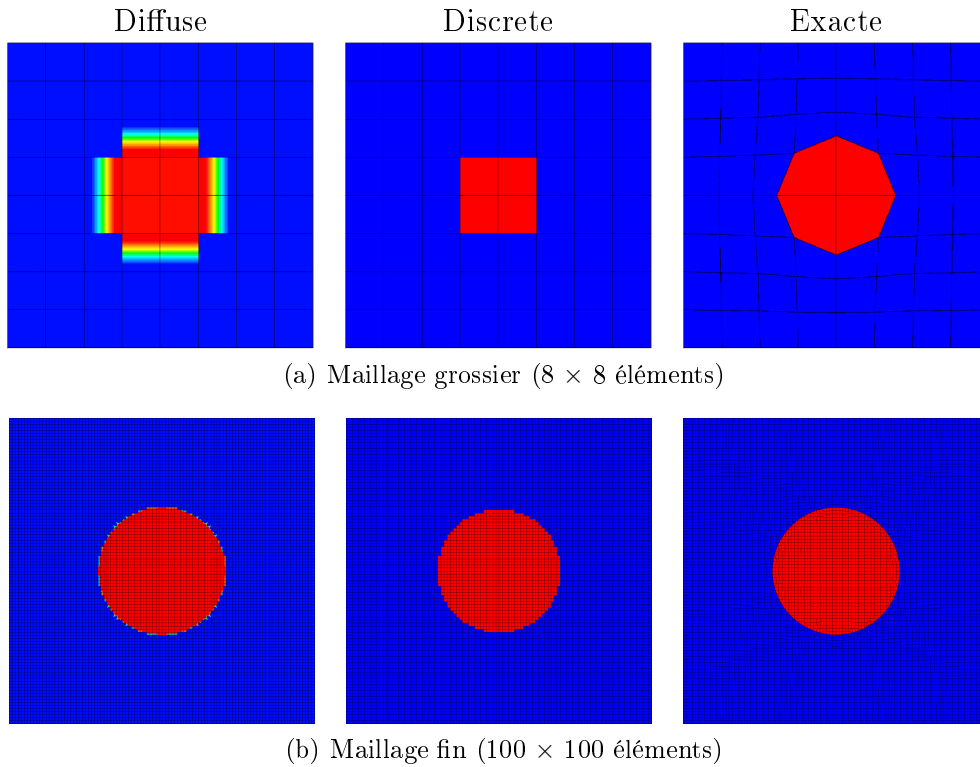 Diffuse
Discrete
Exacte
(a) Maillage grossier (8 × 8 éléments)
(b) Maillage fin (100 × 100 éléments)